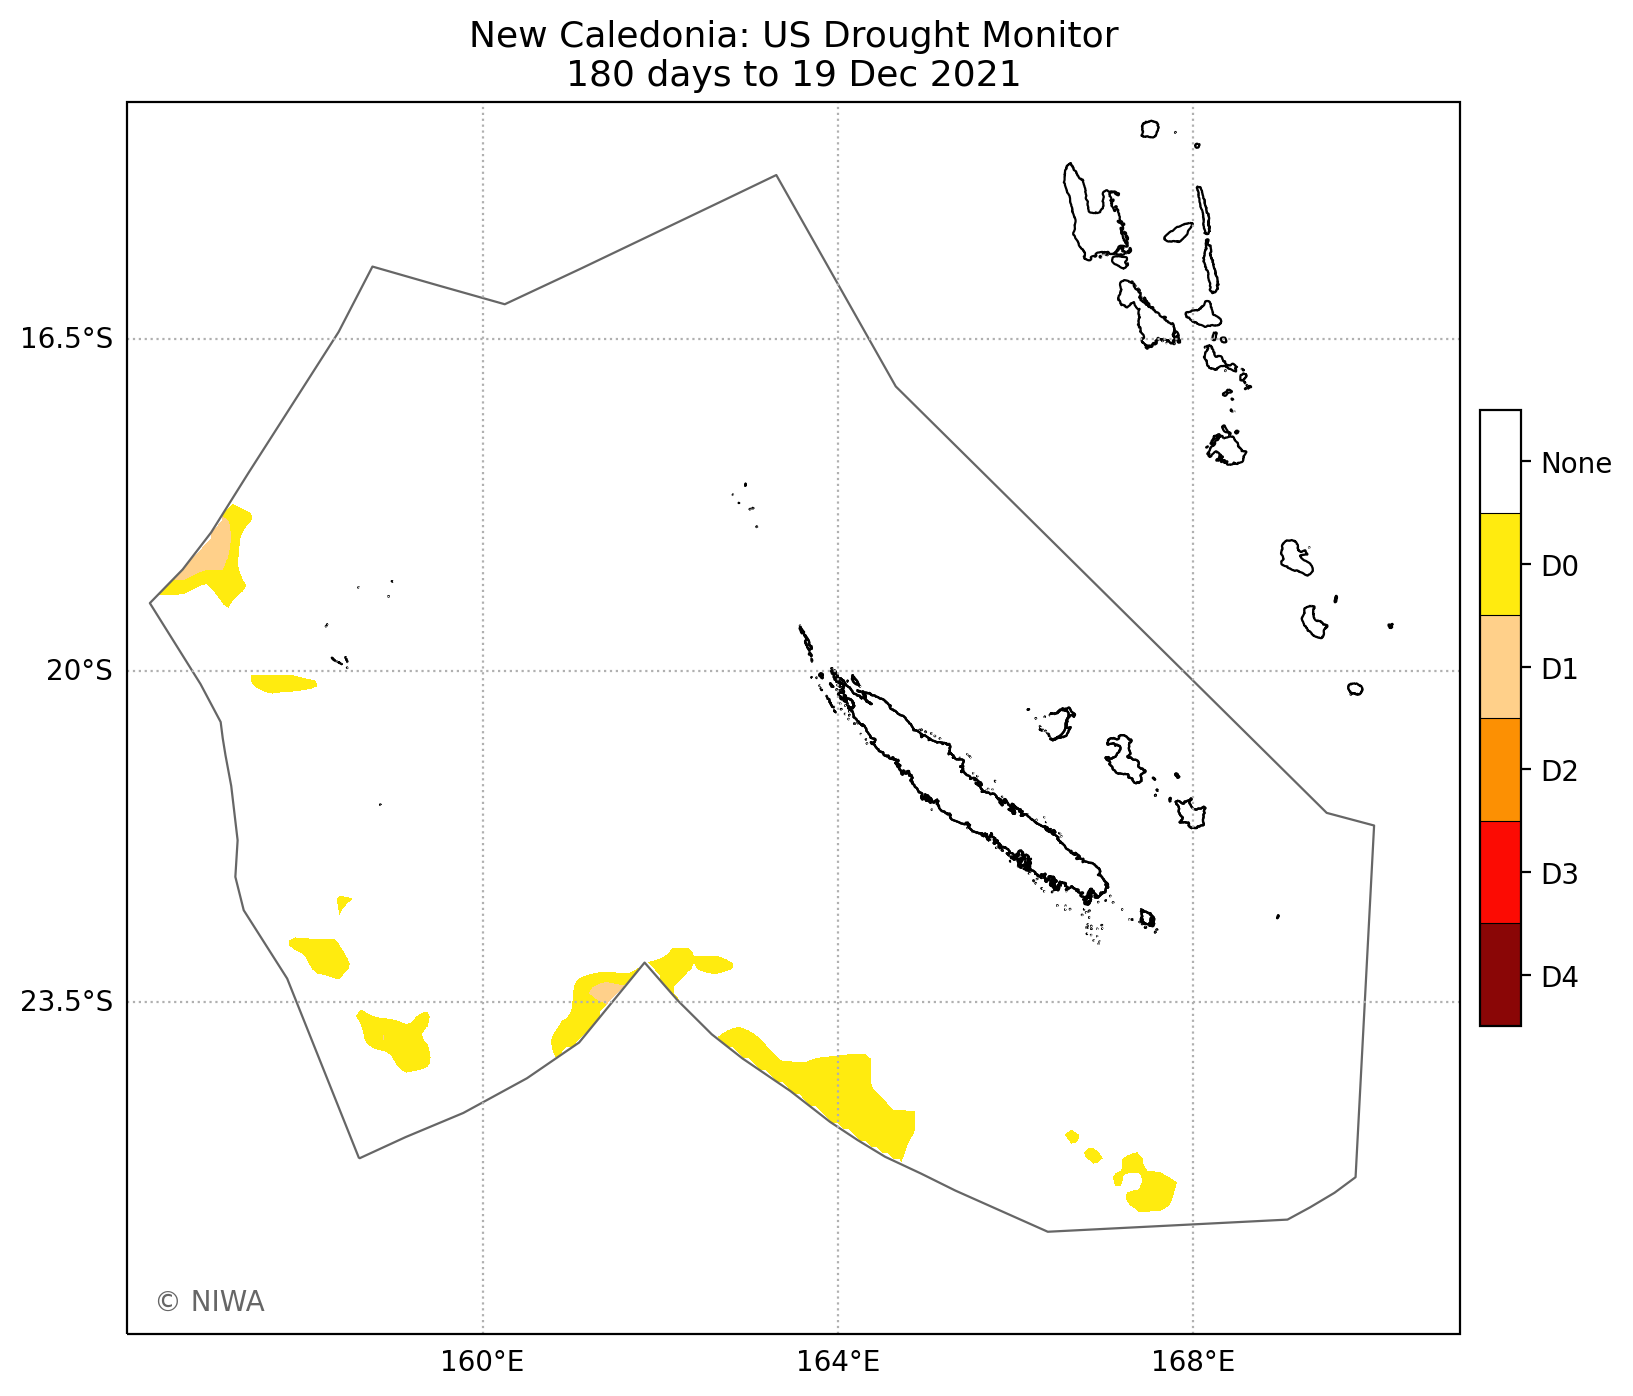 New Caledonia: US Drought Monitor
180 days to 19 Dec 2021
16.5°S
20°S
23.5°S
160°E
164°E
168°E
None
D0
D1
D2
D3
D4
© NIWA